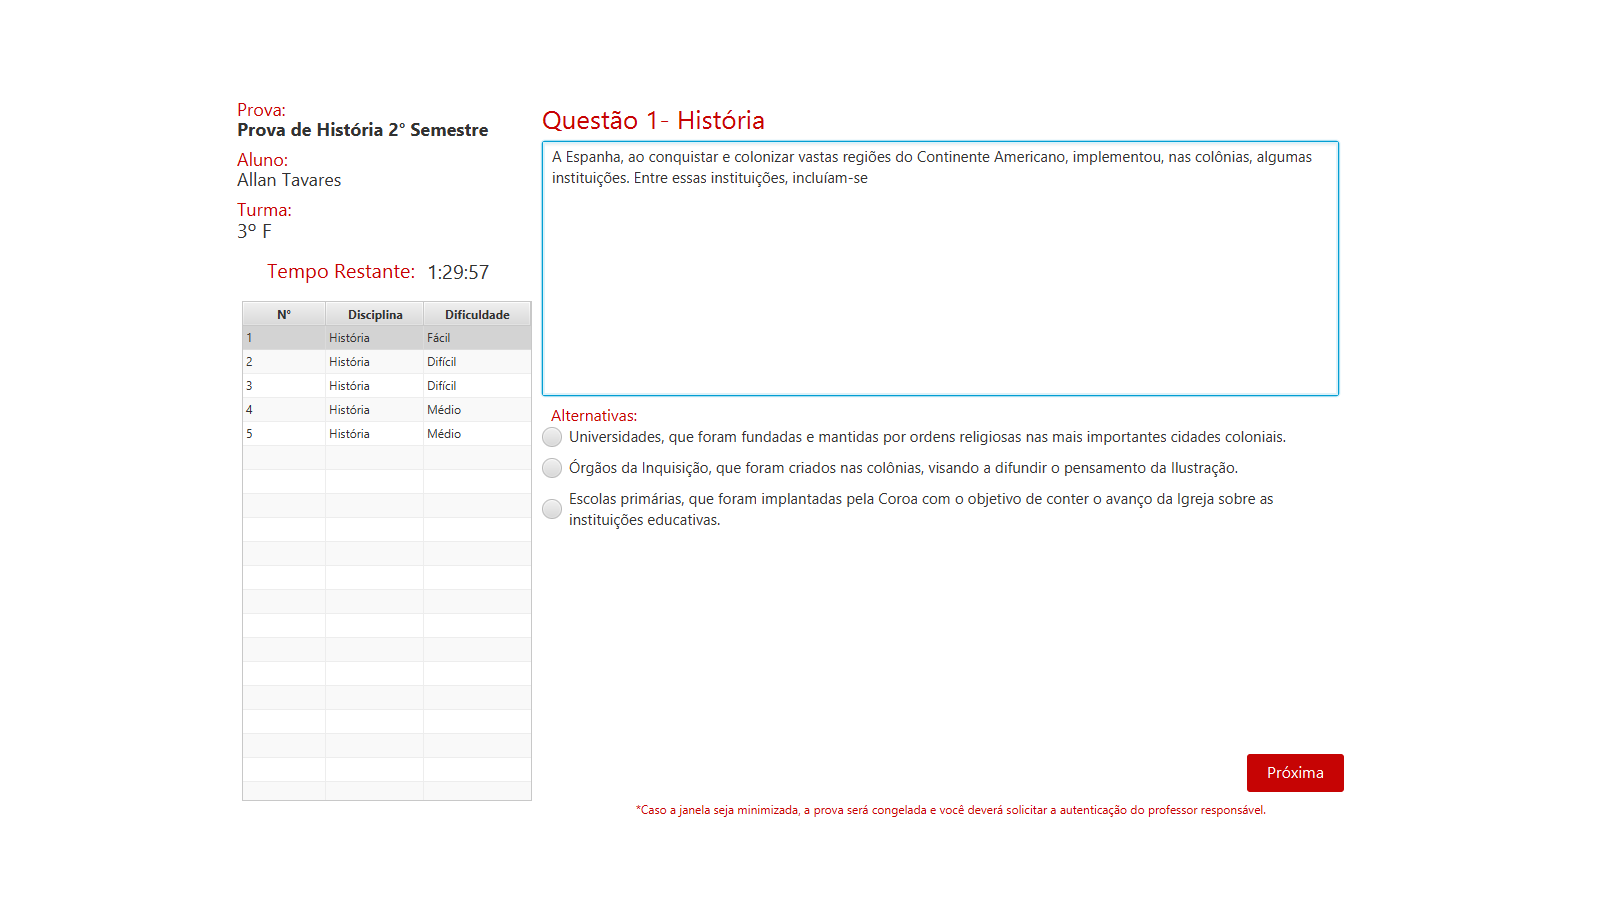 Prova:
Prova de História 2° Semestre
Aluno:
Allan Tavares
Turma:
3º F
Tempo Restante: 1:29:57
N° Disciplina Dificuldade
1 História Fácil
2 História Difícil
3 História Difícil
4 História Médio
5 História Médio
Questão 1- História
A Espanha, ao conquistar e colonizar vastas regiões do Continente Americano, implementou, nas colônias, algumas
instituições. Entre essas instituições, incluíam-se
Alternativas:
Universidades, que foram fundadas e mantidas por ordens religiosas nas mais importantes cidades coloniais.
Órgãos da Inquisição, que foram criados nas colônias, visando a difundir o pensamento da Ilustração.
Escolas primárias, que foram implantadas pela Coroa com o objetivo de conter o avanço da Igreja sobre as
instituições educativas.
Próxima
*Caso a janela seja minimizada, a prova será congelada e você deverá solicitar a autenticação do professor responsável.